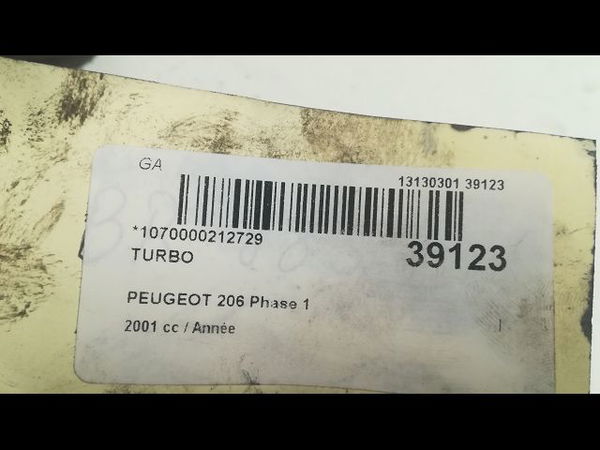 GA
13130301 39123
*1070000212729
39123
TURBO
PEUGEOT 206 Phase 1
2001 cc / Année